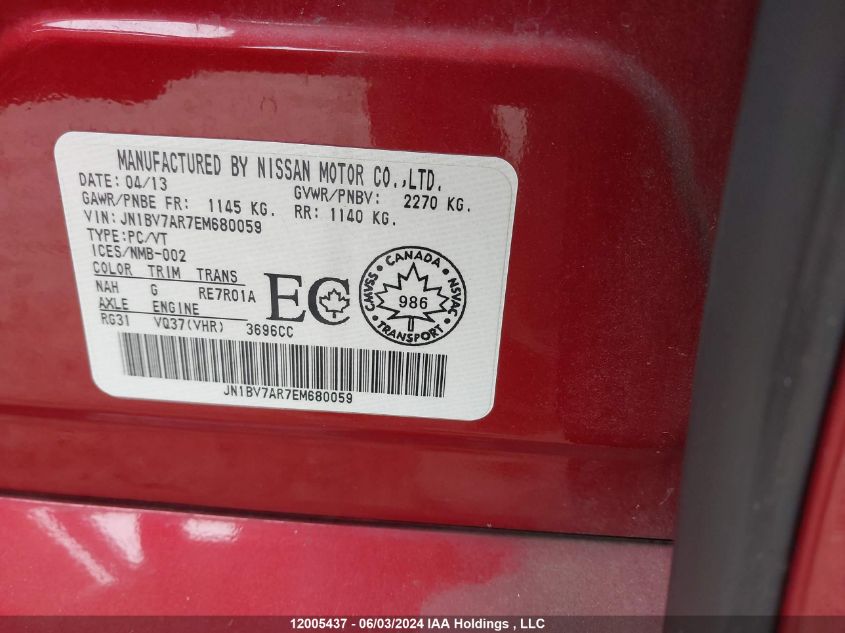 MANUFACTURED BY NISSAN MOTOR CO.,LTD.
DATE: 04/13
GAWR/PNBE FR: 1145 KG.
GVWR/PNBV: 2270 KG.
RR: 1140 KG.
VIN: JN1BV7AR7EM680059
TYPE:PC/VT
ICES/NMB-002
COLOR TRIM TRANS
NAH G RE7R01A
AXLE ENGINE
RG31 VQ37(VHR) 3696CC
EC
CANADA
CMVSS
986
NSVAC
TRANSPORT
JN1BV7AR7EM680059
12005437 - 06/03/2024 IAA Holdings , LLC